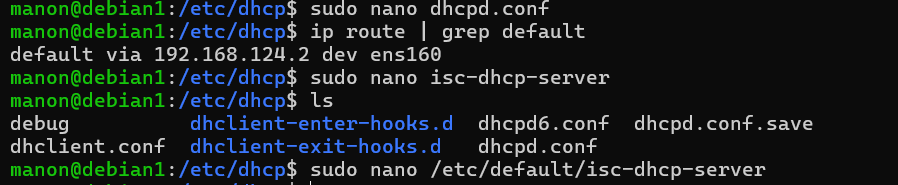 manon@debian1:/etc/dhcp$ sudo nano dhcpd.conf
manon@debian1:/etc/dhcp$ ip route | grep default
default via 192.168.124.2 dev ens160
manon@debian1:/etc/dhcp$ sudo nano isc-dhcp-server
manon@debian1:/etc/dhcp$ ls
debug dhclient-enter-hooks.d dhcpd6.conf dhcpd.conf.save
dhclient.conf dhclient-exit-hooks.d dhcpd.conf
manon@debian1:/etc/dhcp$ sudo nano /etc/default/isc-dhcp-server